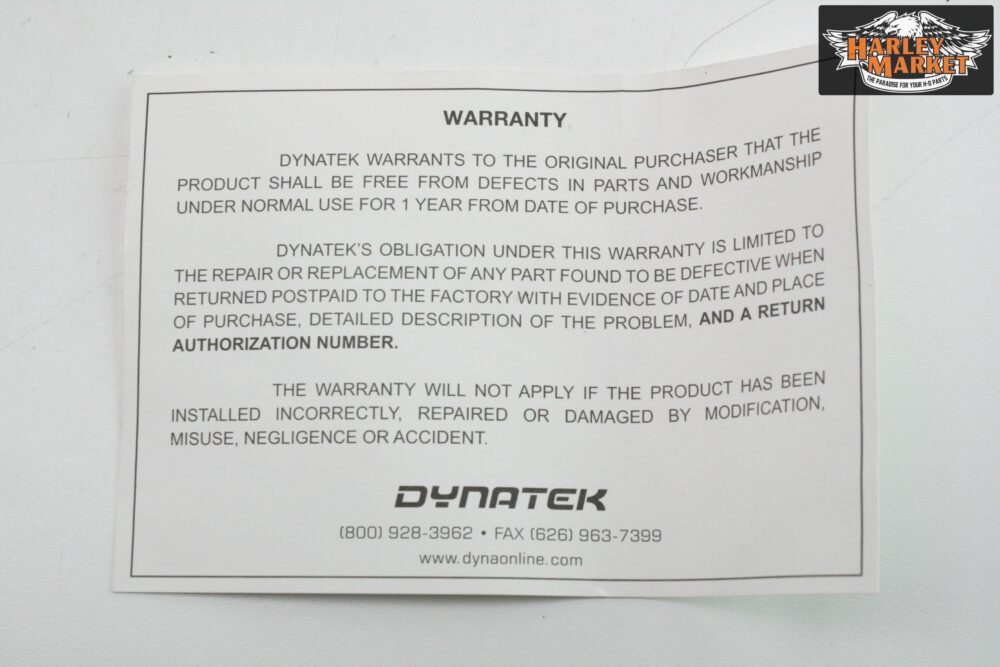 HARLEY
MARKET
THE PARADISE FOR YOUR H-D PARTS
WARRANTY
DYNATEK WARRANTS TO THE ORIGINAL PURCHASER THAT THE
PRODUCT SHALL BE FREE FROM DEFECTS IN PARTS AND WORKMANSHIP
UNDER NORMAL USE FOR 1 YEAR FROM DATE OF PURCHASE.
DYNATEK'S OBLIGATION UNDER THIS WARRANTY IS LIMITED TO
THE REPAIR OR REPLACEMENT OF ANY PART FOUND TO BE DEFECTIVE WHEN
RETURNED POSTPAID TO THE FACTORY WITH EVIDENCE OF DATE AND PLACE
OF PURCHASE, DETAILED DESCRIPTION OF THE PROBLEM, AND A RETURN
AUTHORIZATION NUMBER.
THE WARRANTY WILL NOT APPLY IF THE PRODUCT HAS BEEN
INSTALLED INCORRECTLY, REPAIRED OR DAMAGED BY MODIFICATION,
MISUSE, NEGLIGENCE OR ACCIDENT.
DYNATEK
(800) 928-3962 • FAX (626) 963-7399
www.dynaonline.com